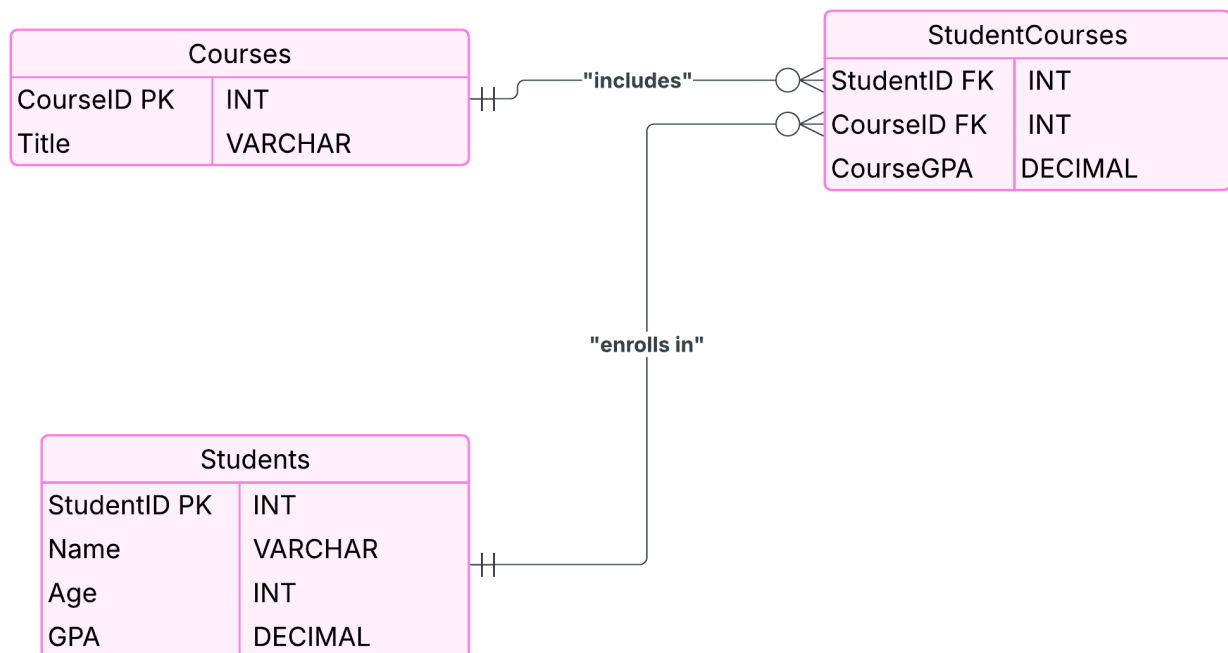 Courses
CourseID PK INT
Title VARCHAR
"includes"
StudentCourses
StudentID FK INT
CourseID FK INT
CourseGPA DECIMAL
"enrolls in"
Students
StudentID PK INT
Name VARCHAR
Age INT
GPA DECIMAL